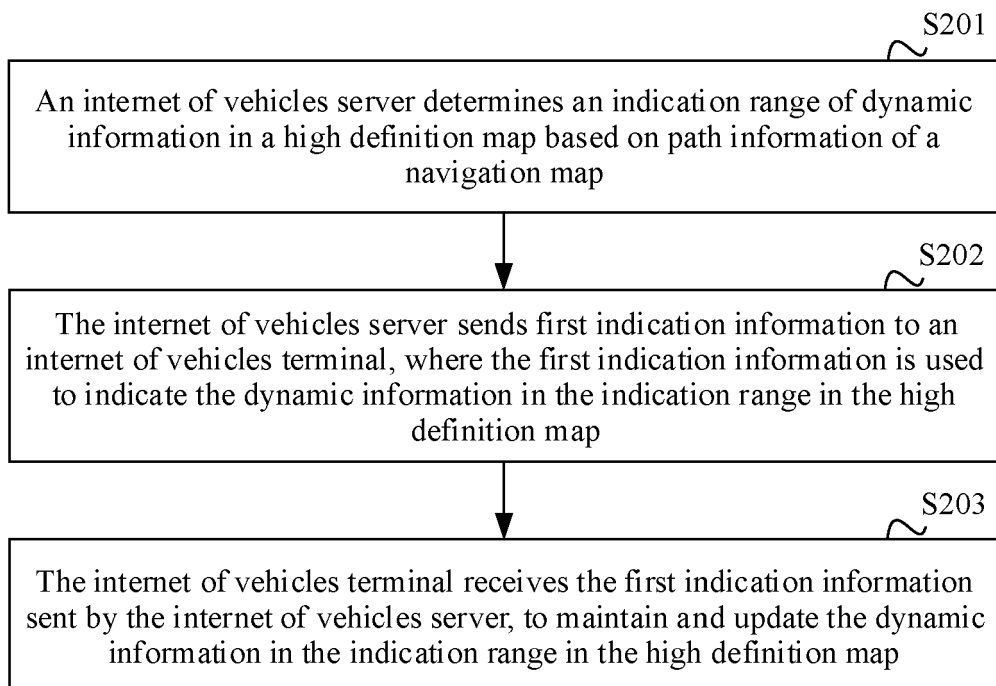 S201
An internet of vehicles server determines an indication range of dynamic
information in a high definition map based on path information of a
navigation map
S202
The internet of vehicles server sends first indication information to an
internet of vehicles terminal, where the first indication information is used
to indicate the dynamic information in the indication range in the high
definition map
S203
The internet of vehicles terminal receives the first indication information
sent by the internet of vehicles server, to maintain and update the dynamic
information in the indication range in the high definition map